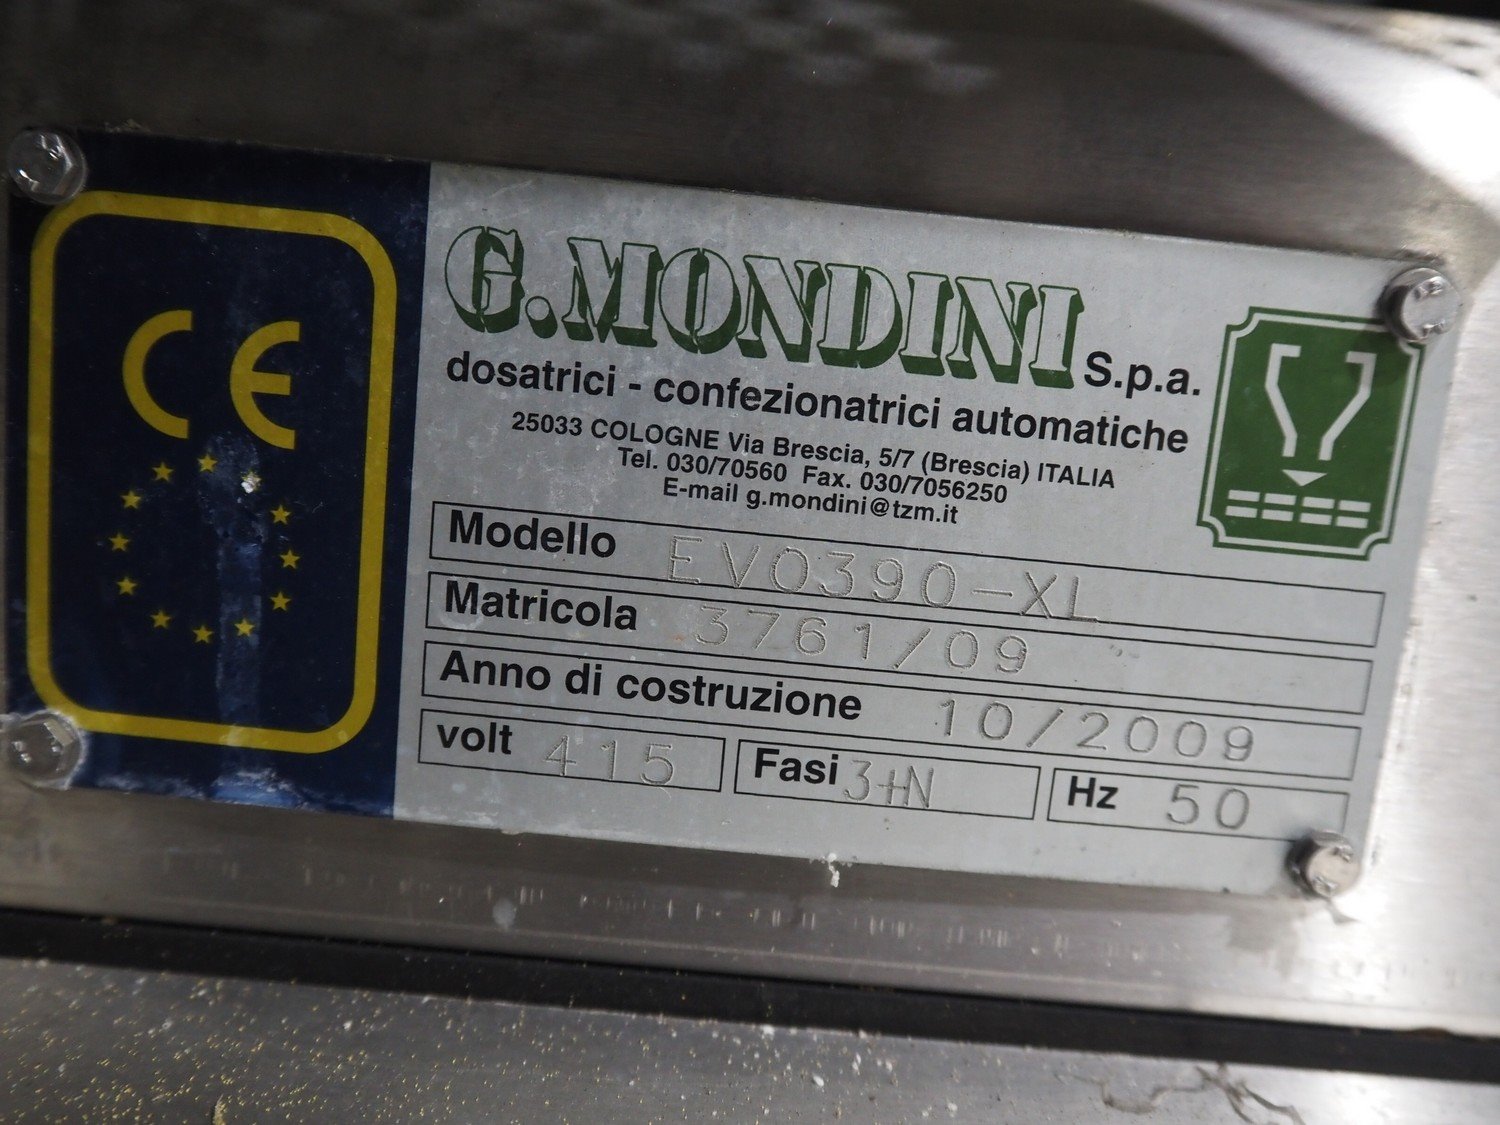 CE
G.MONDINI S.p.a.
dosatrici - confezionatrici automatiche
25033 COLOGNE Via Brescia, 5/7 (Brescia) ITALIA
Tel. 030/70560 Fax. 030/7056250
E-mail g.mondini@tzm.it
Modello EVO390-XL
Matricola 3761/09
Anno di costruzione 10/2009
volt 415 Fasi 3+N Hz 50